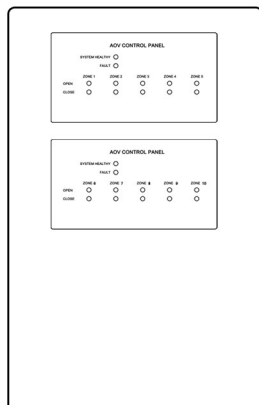 AOV CONTROL PANEL
SYSTEM HEALTHY
FAULT
ZONE 1 ZONE 2 ZONE 3 ZONE 4 ZONE 5
OPEN
CLOSE
AOV CONTROL PANEL
SYSTEM HEALTHY
FAULT
ZONE 6 ZONE 7 ZONE 8 ZONE 9 ZONE 10
OPEN
CLOSE